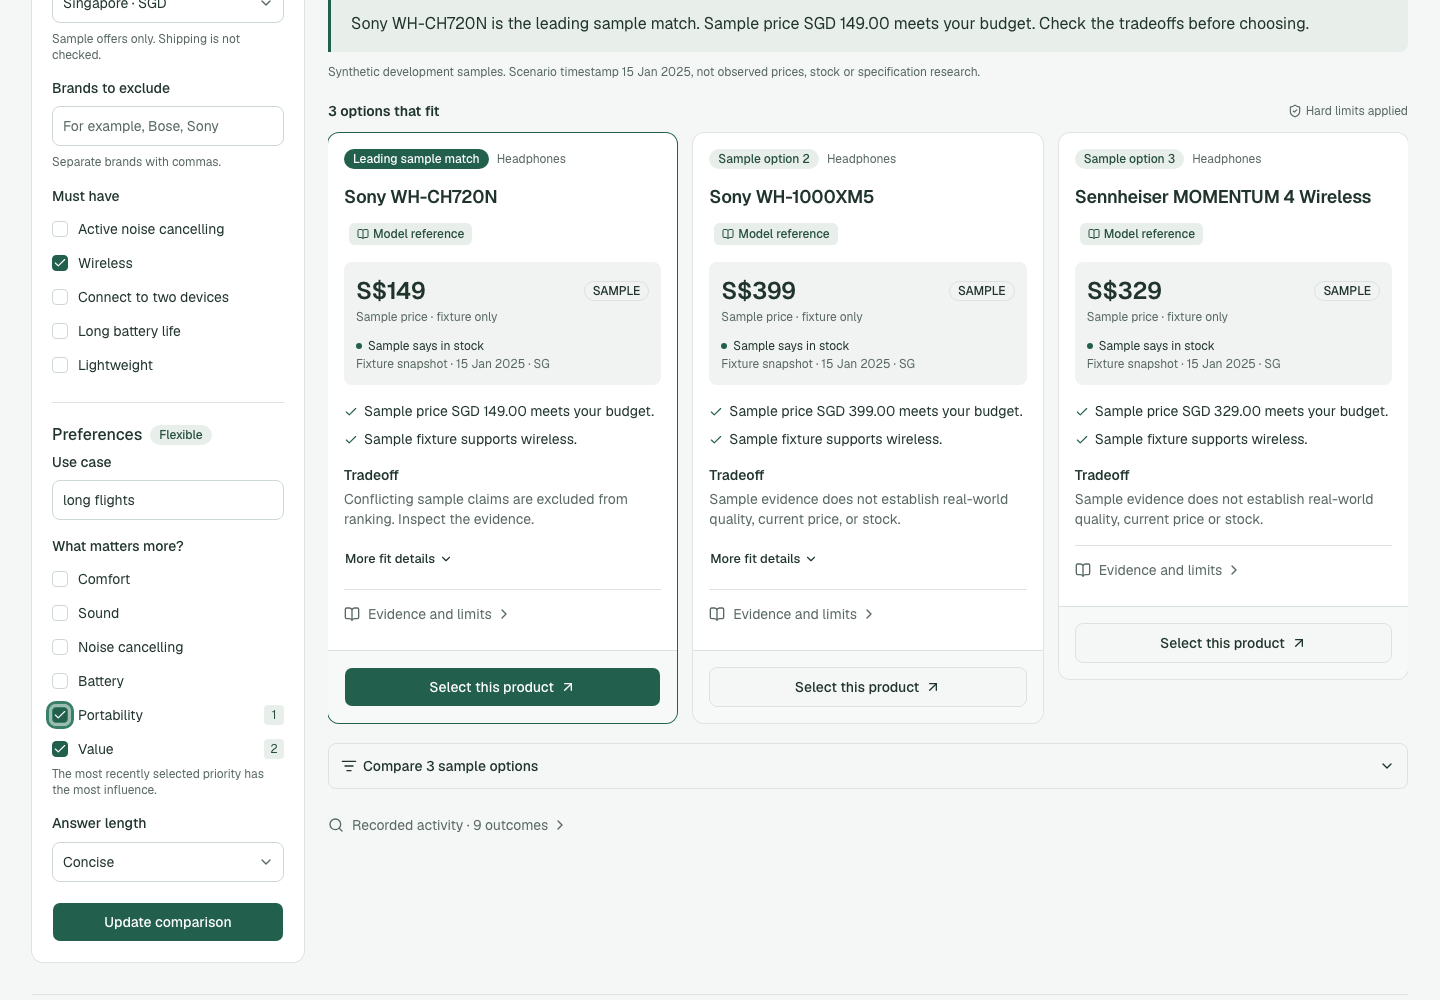 Singapore · SGD
Sample offers only. Shipping is not
checked.
Brands to exclude
For example, Bose, Sony
Separate brands with commas.
Must have
Active noise cancelling
Wireless
Connect to two devices
Long battery life
Lightweight
Preferences Flexible
Use case
long flights
What matters more?
Comfort
Sound
Noise cancelling
Battery
Portability 1
Value 2
The most recently selected priority has
the most influence.
Answer length
Concise
Update comparison
Sony WH-CH720N is the leading sample match. Sample price SGD 149.00 meets your budget. Check the tradeoffs before choosing.
Synthetic development samples. Scenario timestamp 15 Jan 2025, not observed prices, stock or specification research.
3 options that fit
Hard limits applied
Leading sample match Headphones
Sony WH-CH720N
Model reference
S$149 SAMPLE
Sample price · fixture only
Sample says in stock
Fixture snapshot · 15 Jan 2025 · SG
Sample price SGD 149.00 meets your budget.
Sample fixture supports wireless.
Tradeoff
Conflicting sample claims are excluded from
ranking. Inspect the evidence.
More fit details
Evidence and limits
Select this product
Sample option 2 Headphones
Sony WH-1000XM5
Model reference
S$399 SAMPLE
Sample price · fixture only
Sample says in stock
Fixture snapshot · 15 Jan 2025 · SG
Sample price SGD 399.00 meets your budget.
Sample fixture supports wireless.
Tradeoff
Sample evidence does not establish real-world
quality, current price, or stock.
More fit details
Evidence and limits
Select this product
Sample option 3 Headphones
Sennheiser MOMENTUM 4 Wireless
Model reference
S$329 SAMPLE
Sample price · fixture only
Sample says in stock
Fixture snapshot · 15 Jan 2025 · SG
Sample price SGD 329.00 meets your budget.
Sample fixture supports wireless.
Tradeoff
Sample evidence does not establish real-world
quality, current price or stock.
Evidence and limits
Select this product
Compare 3 sample options
Recorded activity · 9 outcomes